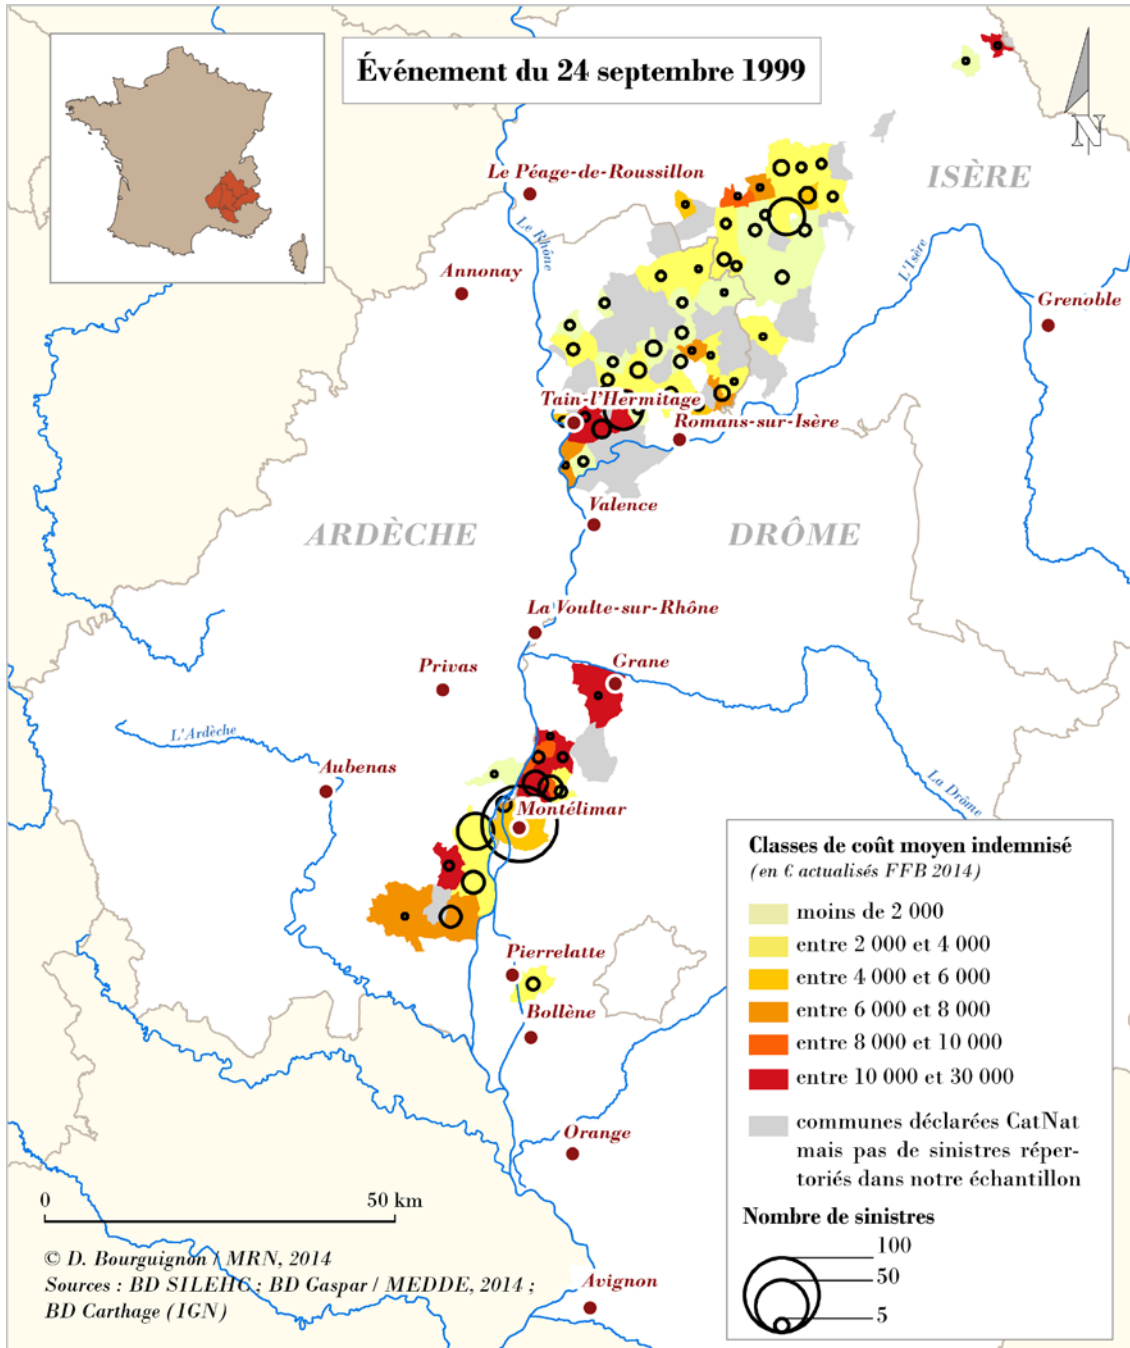 Événement du 24 septembre 1999
N
ISÈRE
Le Péage-de-Roussillon
Le Rhône
L'Isère
Annonay
Grenoble
Tain-l'Hermitage
Romans-sur-Isère
Valence
ARDÈCHE
DRÔME
La Voulte-sur-Rhône
Privas
Grane
L'Ardèche
Aubenas
La Drôme
Montélimar
Pierrelatte
Bollène
Orange
Avignon
Classes de coût moyen indemnisé
(en € actualisés FFB 2014)
moins de 2 000
entre 2 000 et 4 000
entre 4 000 et 6 000
entre 6 000 et 8 000
entre 8 000 et 10 000
entre 10 000 et 30 000
communes déclarées CatNat
mais pas de sinistres réper-
toriés dans notre échantillon
Nombre de sinistres
100
50
5
0 50 km
© D. Bourguignon / MRN, 2014
Sources : BD SILEHC ; BD Gaspar / MEDDE, 2014 ;
BD Carthage (IGN)